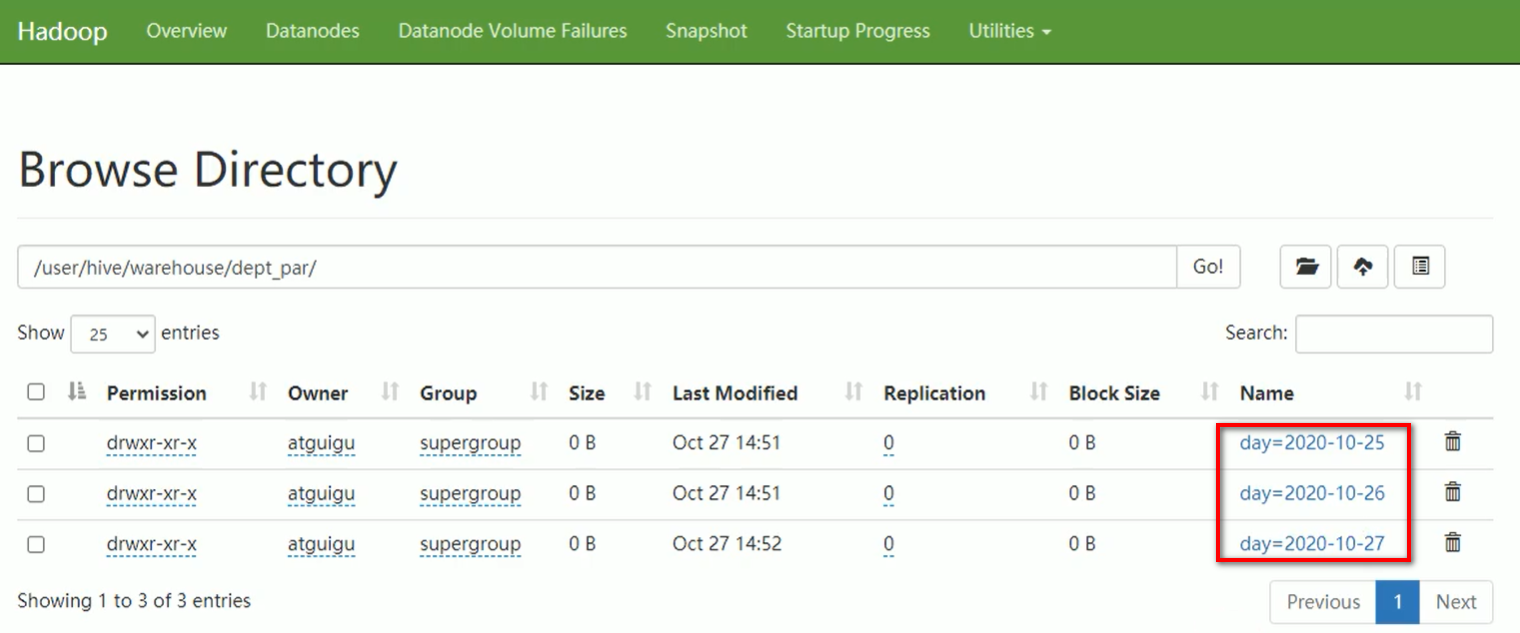 Hadoop Overview Datanodes Datanode Volume Failures Snapshot Startup Progress Utilities
Browse Directory
/user/hive/warehouse/dept_par/ Go!
Show 25 entries Search:
Permission Owner Group Size Last Modified Replication Block Size Name
drwxr-xr-x atguigu supergroup 0 B Oct 27 14:51 0 0 B day=2020-10-25
drwxr-xr-x atguigu supergroup 0 B Oct 27 14:51 0 0 B day=2020-10-26
drwxr-xr-x atguigu supergroup 0 B Oct 27 14:52 0 0 B day=2020-10-27
Showing 1 to 3 of 3 entries Previous 1 Next